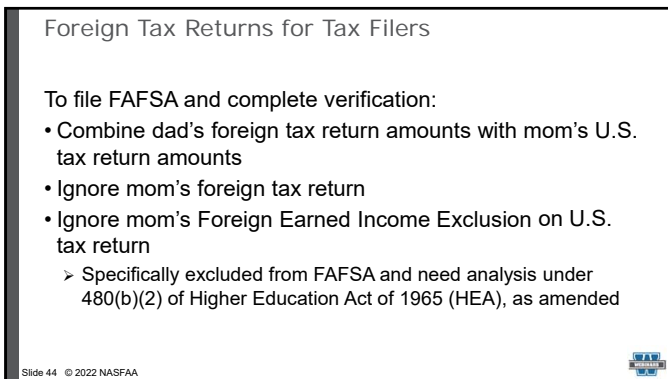 Foreign Tax Returns for Tax Filers
To file FAFSA and complete verification:
• Combine dad’s foreign tax return amounts with mom’s U.S.
tax return amounts
• Ignore mom’s foreign tax return
• Ignore mom’s Foreign Earned Income Exclusion on U.S.
tax return
➢ Specifically excluded from FAFSA and need analysis under
480(b)(2) of Higher Education Act of 1965 (HEA), as amended
Slide 44 © 2022 NASFAA